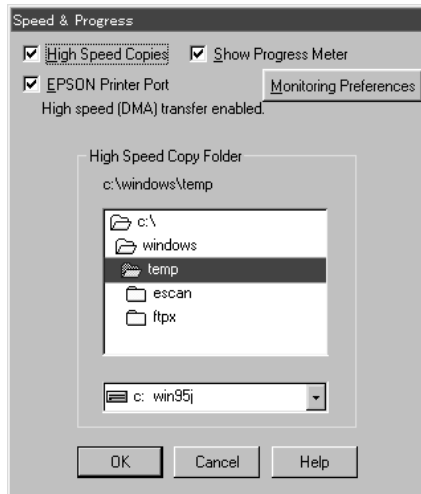 Speed & Progress
High Speed Copies Show Progress Meter
EPSON Printer Port Monitoring Preferences
High speed (DMA) transfer enabled.
High Speed Copy Folder
c:\windows\temp
c:\
windows
temp
escan
ftpx
c: win95j
OK Cancel Help